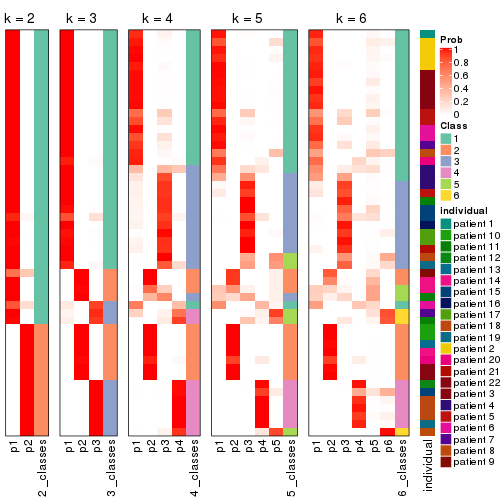 k = 2
k = 3
k = 4
k = 5
k = 6
p1
p2
2_classes
p1
p2
p3
3_classes
p1
p2
p3
p4
4_classes
p1
p2
p3
p4
p5
5_classes
p1
p2
p3
p4
p5
p6
6_classes
individual
Prob
1
0.8
0.6
0.4
0.2
0
Class
1
2
3
4
5
6
Individual
patient 1
patient 10
patient 11
patient 12
patient 13
patient 14
patient 15
patient 16
patient 17
patient 18
patient 19
patient 2
patient 20
patient 21
patient 22
patient 3
patient 4
patient 5
patient 6
patient 7
patient 8
patient 9